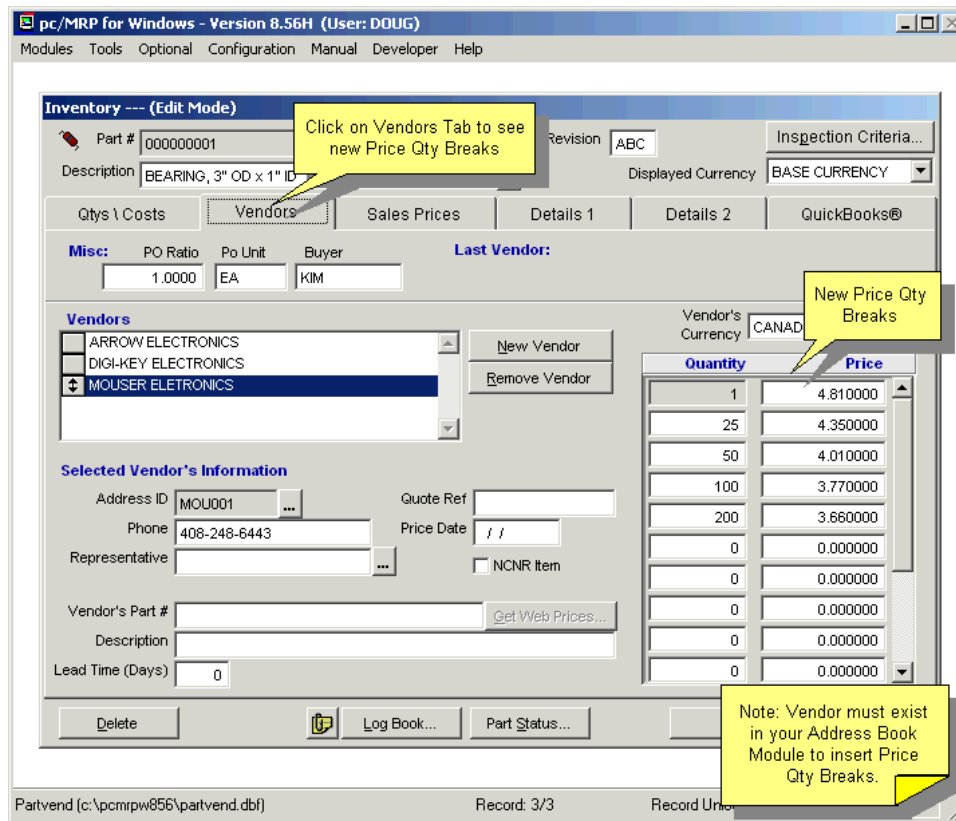 pc/MRP for Windows - Version 8.56H (User: DOUG)
Modules Tools Optional Configuration Manual Developer Help
Inventory --- (Edit Mode)
Part # 000000001
Click on Vendors Tab to see
new Price Qty Breaks
Revision ABC
Inspection Criteria...
Description BEARING, 3" OD x 1" ID
Displayed Currency BASE CURRENCY
Qtys \ Costs Vendors Sales Prices Details 1 Details 2 QuickBooks®
Misc: PO Ratio Po Unit Buyer Last Vendor:
1.0000 EA KIM
New Price Qty
Breaks
Vendors
ARROW ELECTRONICS
DIGI-KEY ELECTRONICS
MOUSER ELETRONICS
New Vendor
Remove Vendor
Vendor's
Currency CANAD
Quantity Price
1 4.810000
25 4.350000
50 4.010000
100 3.770000
200 3.660000
0 0.000000
0 0.000000
0 0.000000
0 0.000000
0 0.000000
Selected Vendor's Information
Address ID MOU001 ... Quote Ref
Phone 408-248-6443 Price Date / /
Representative ... NCNR Item
Vendor's Part # Get Web Prices...
Description
Lead Time (Days) 0
Delete Log Book... Part Status...
Note: Vendor must exist
in your Address Book
Module to insert Price
Qty Breaks.
Partvend (c:\pcmrpw856\partvend.dbf) Record: 3/3 Record